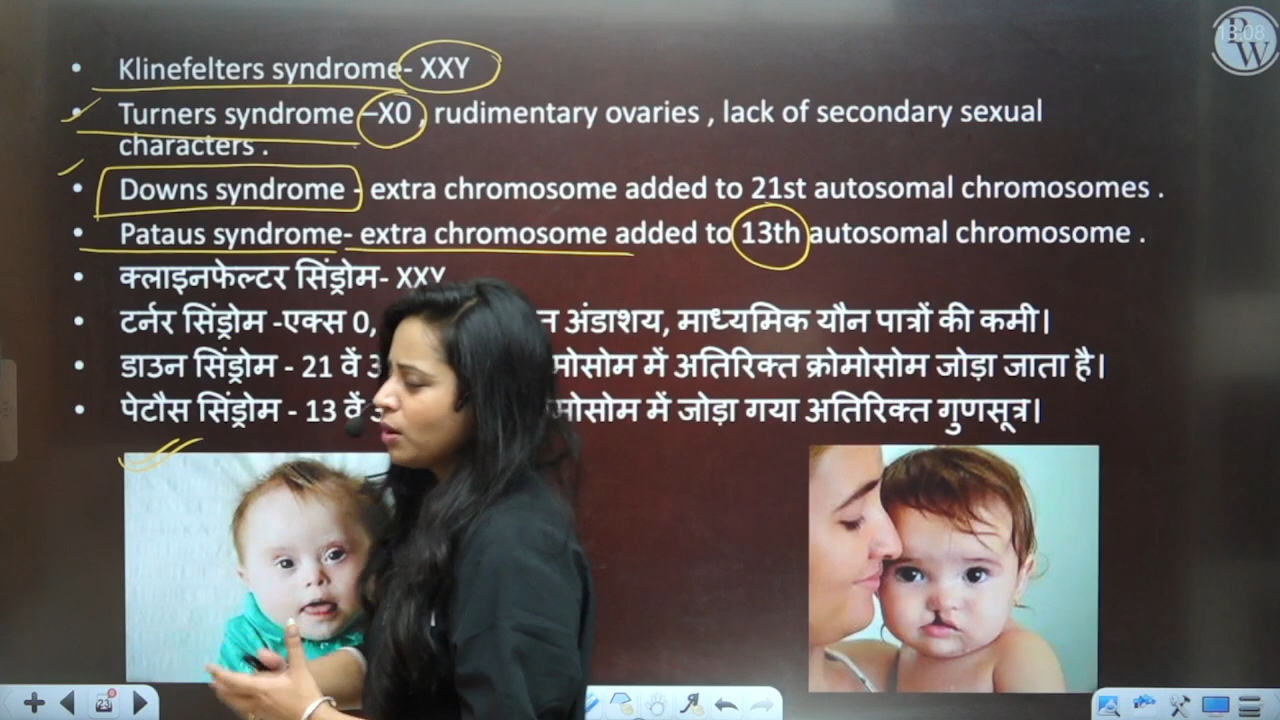 Klinefelters syndrome- XXY
Turners syndrome –X0 , rudimentary ovaries , lack of secondary sexual
characters .
Downs syndrome - extra chromosome added to 21st autosomal chromosomes .
Pataus syndrome- extra chromosome added to 13th autosomal chromosome .
क्लाइनफेल्टर सिंड्रोम- XXY
टर्नर सिंड्रोम -एक्स 0, अंडाशय, माध्यमिक यौन पात्रों की कमी।
डाउन सिंड्रोम - 21 वें में अतिरिक्त क्रोमोसोम जोड़ा जाता है।
पेटौस सिंड्रोम - 13 वें में जोड़ा गया अतिरिक्त गुणसूत्र।
PW
23